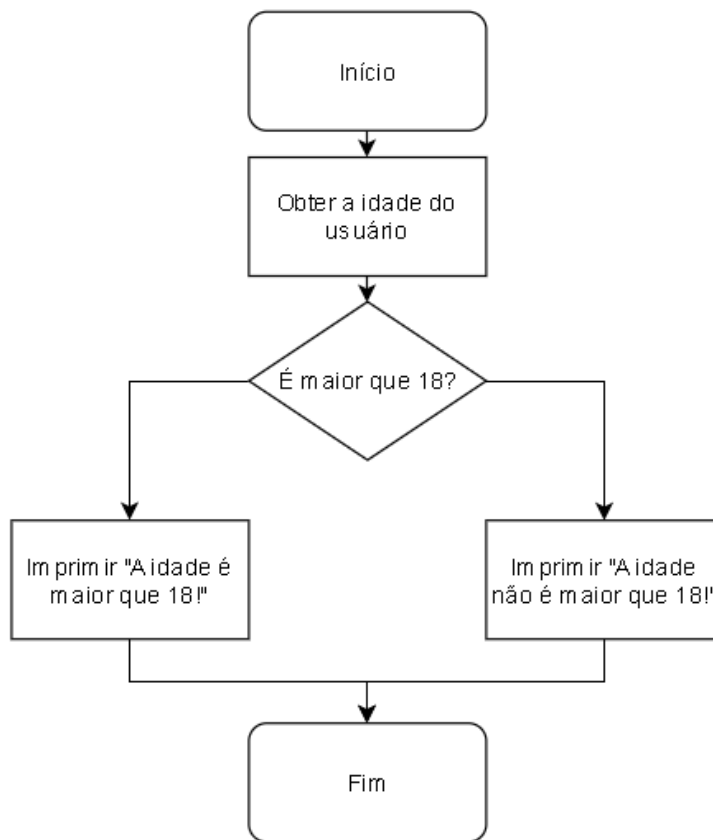 Início
Obter a idade do
usuário
É maior que 18?
Imprimir "A idade é
maior que 18!"
Imprimir "A idade
não é maior que 18!"
Fim